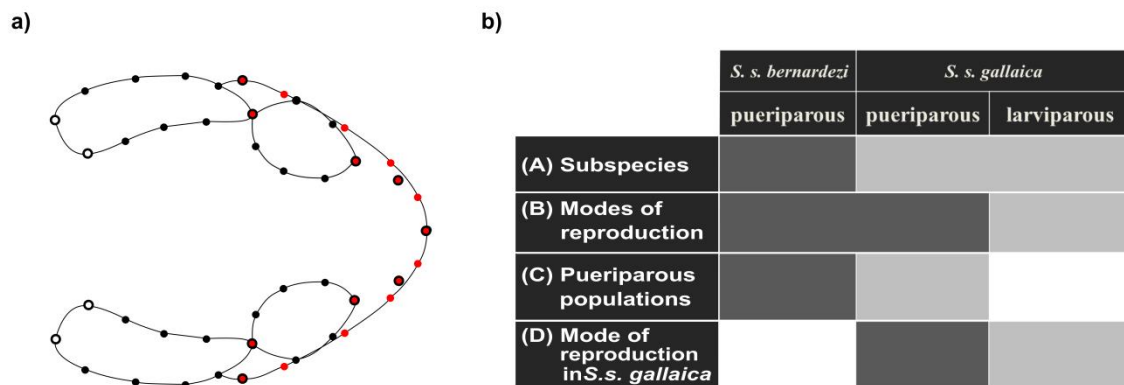 a)
b)
S. s. bernardezi
S. s. gallaica
pueriparous
pueriparous
larviparous
(A) Subspecies
(B) Modes of
reproduction
(C) Pueriparous
populations
(D) Mode of
reproduction
inS.s. gallaica